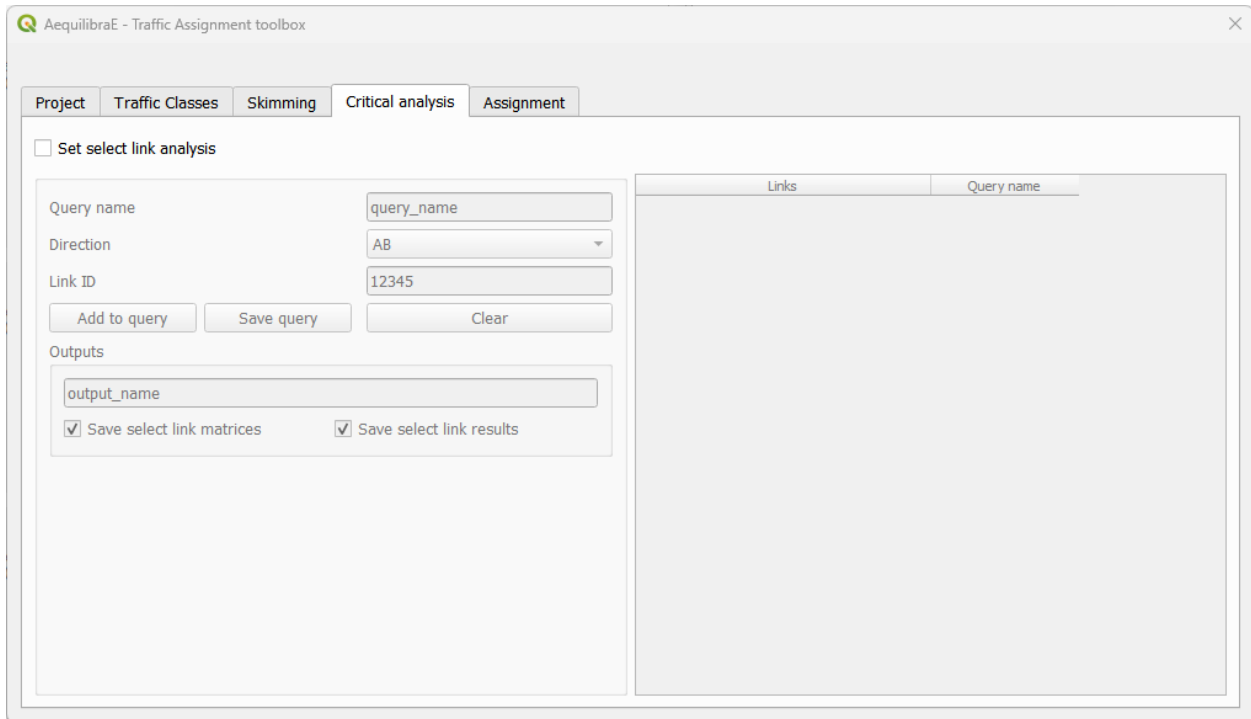 AequilibraE - Traffic Assignment toolbox
Project Traffic Classes Skimming Critical analysis Assignment
Set select link analysis
Links Query name
Query name query_name
Direction AB
Link ID 12345
Add to query Save query Clear
Outputs
output_name
Save select link matrices Save select link results